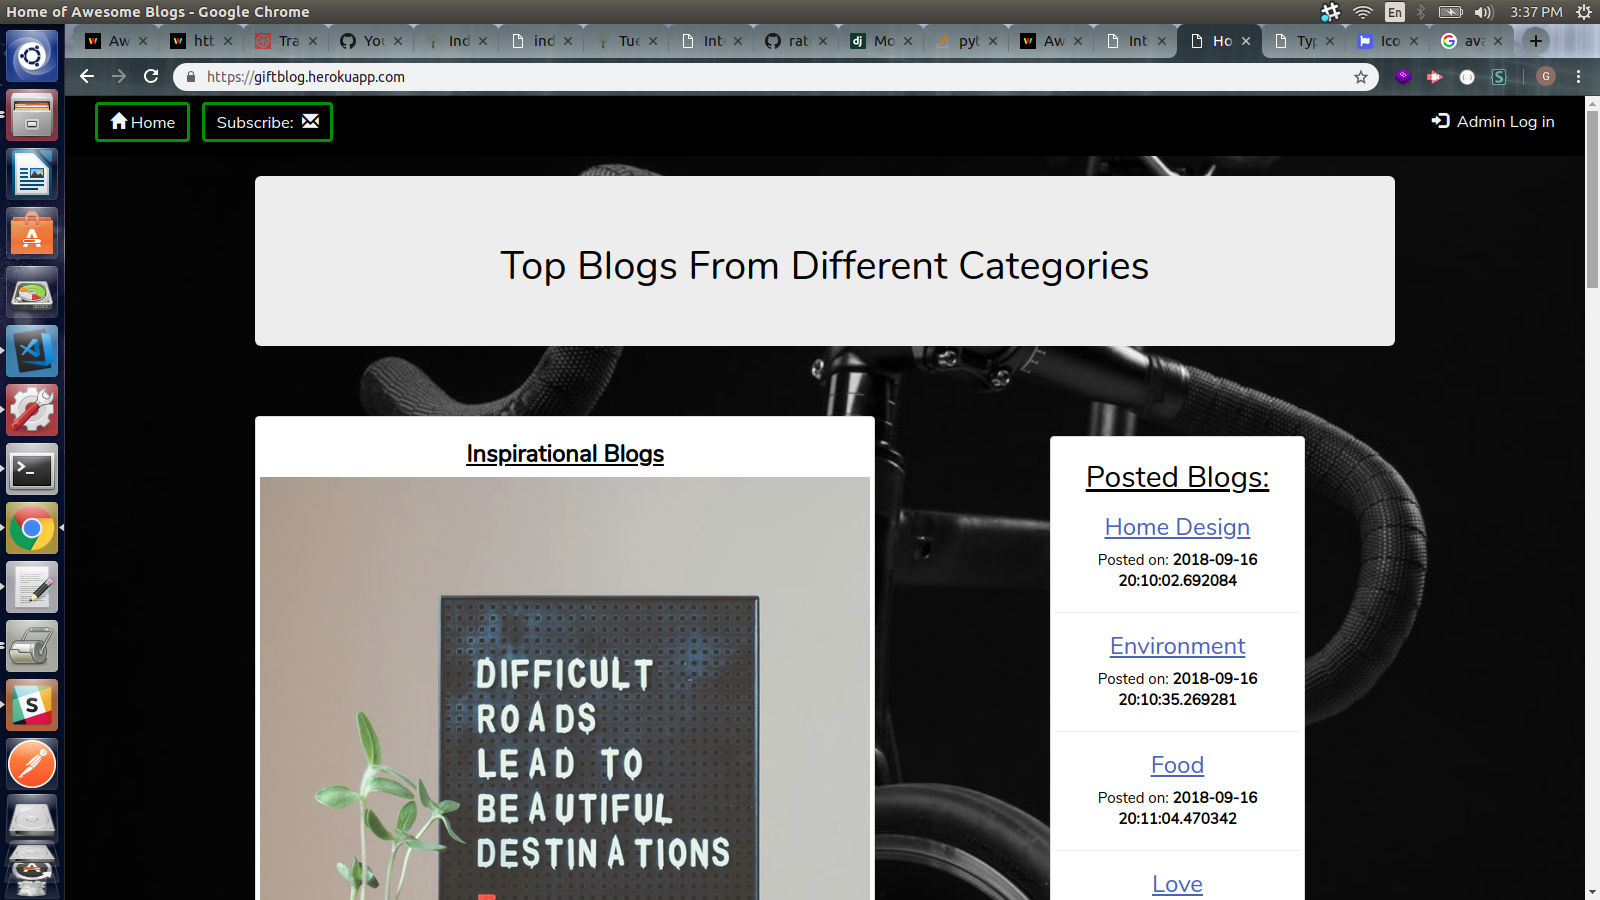 Home of Awesome Blogs - Google Chrome
En
3:37 PM
Aw
htt
Tra
You
Ind
ind
Tue
Inte
rat
Mo
pyt
Aw
Int
Ho
Typ
Ico
ava
https://giftblog.herokuapp.com
G
Home
Subscribe:
Admin Log in
Top Blogs From Different Categories
Inspirational Blogs
DIFFICULT
ROADS
LEAD TO
BEAUTIFUL
DESTINATIONS
Posted Blogs:
Home Design
Posted on: 2018-09-16
20:10:02.692084
Environment
Posted on: 2018-09-16
20:10:35.269281
Food
Posted on: 2018-09-16
20:11:04.470342
Love